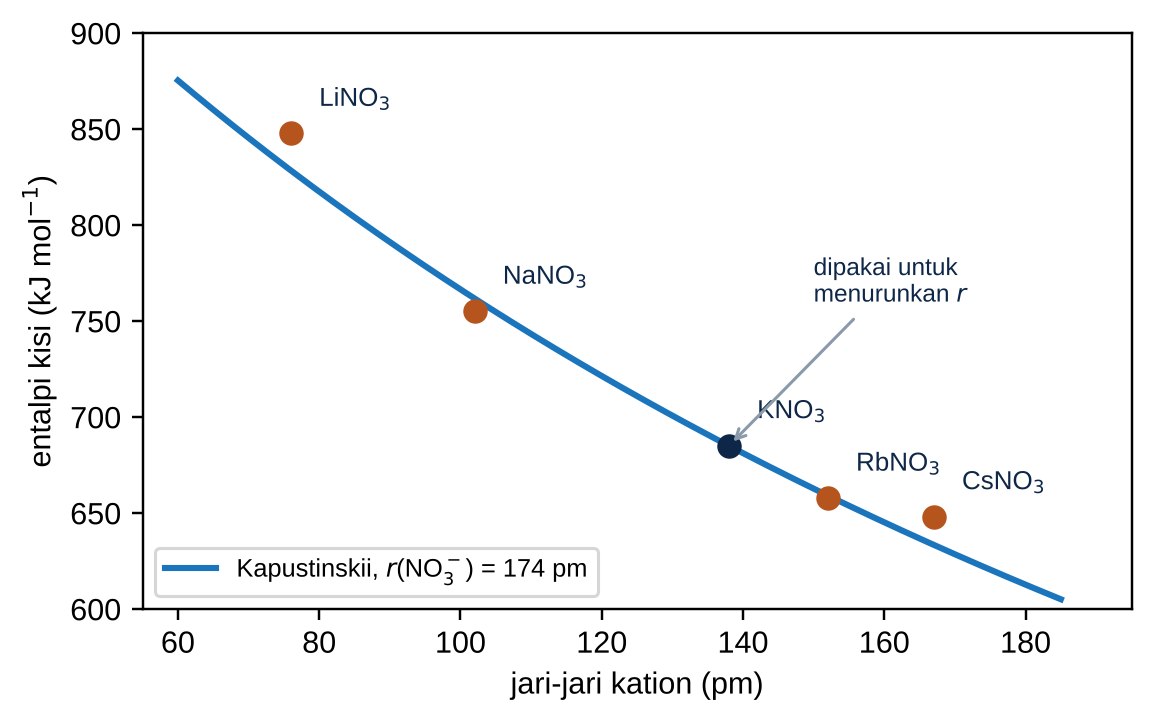 900
850
800
750
700
650
600
entalpi kisi (kJ mol⁻¹)
LiNO₃
NaNO₃
dipakai untuk
menurunkan r
KNO₃
RbNO₃
CsNO₃
Kapustinskii, r(NO₃⁻) = 174 pm
60 80 100 120 140 160 180
jari-jari kation (pm)